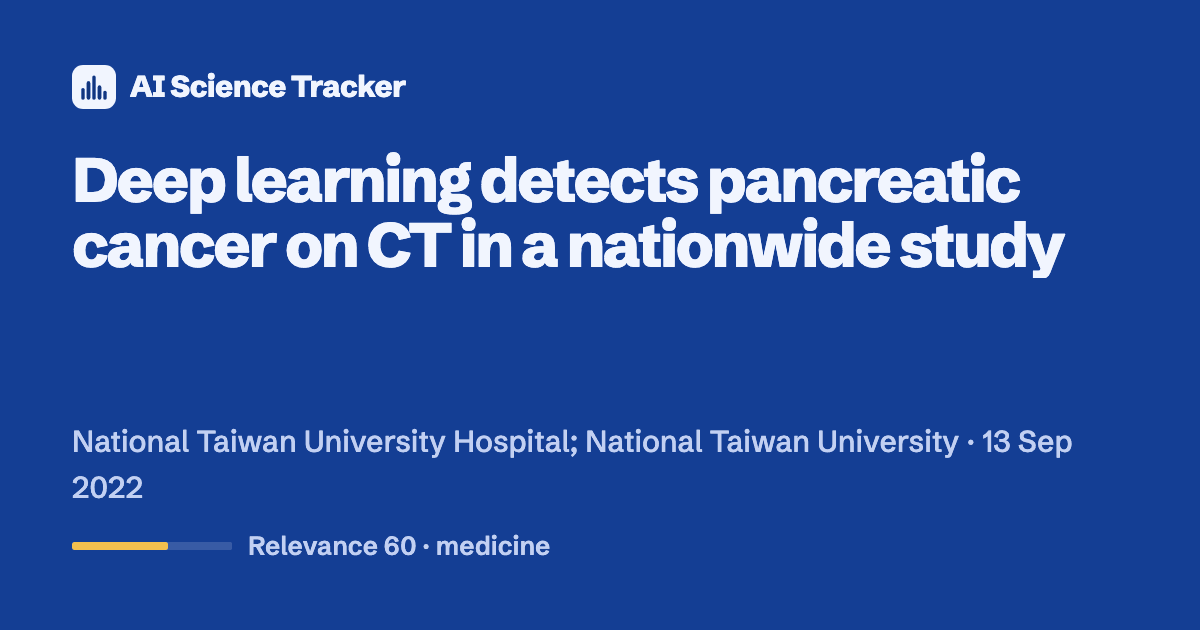 AI Science Tracker
Deep learning detects pancreatic
cancer on CT in a nationwide study
National Taiwan University Hospital; National Taiwan University · 13 Sep
2022
Relevance 60 · medicine